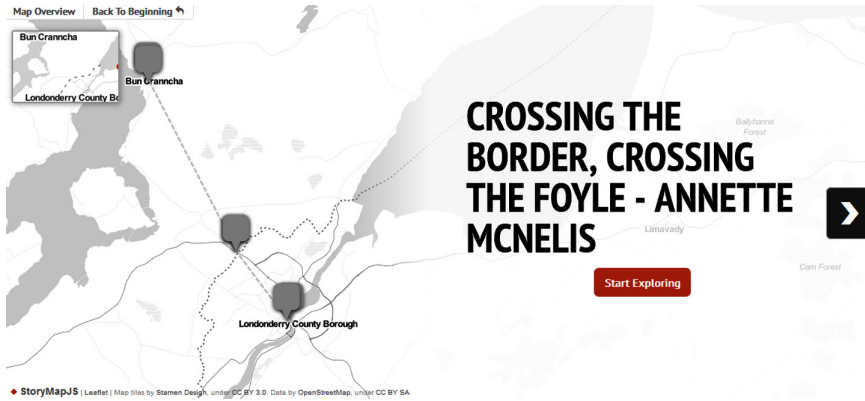 Map Overview Back To Beginning
Bun Cranncha
Londonderry County Bo
Bun Cranncha
Londonderry County Borough
CROSSING THE
BORDER, CROSSING
THE FOYLE - ANNETTE
MCNELIS
Start Exploring
Ballyhanna
Forest
Limavady
Cam Forest
StoryMapJS | Leaflet | Map tiles by Stamen Design, under CC BY 3.0. Data by OpenStreetMap, under CC BY SA.